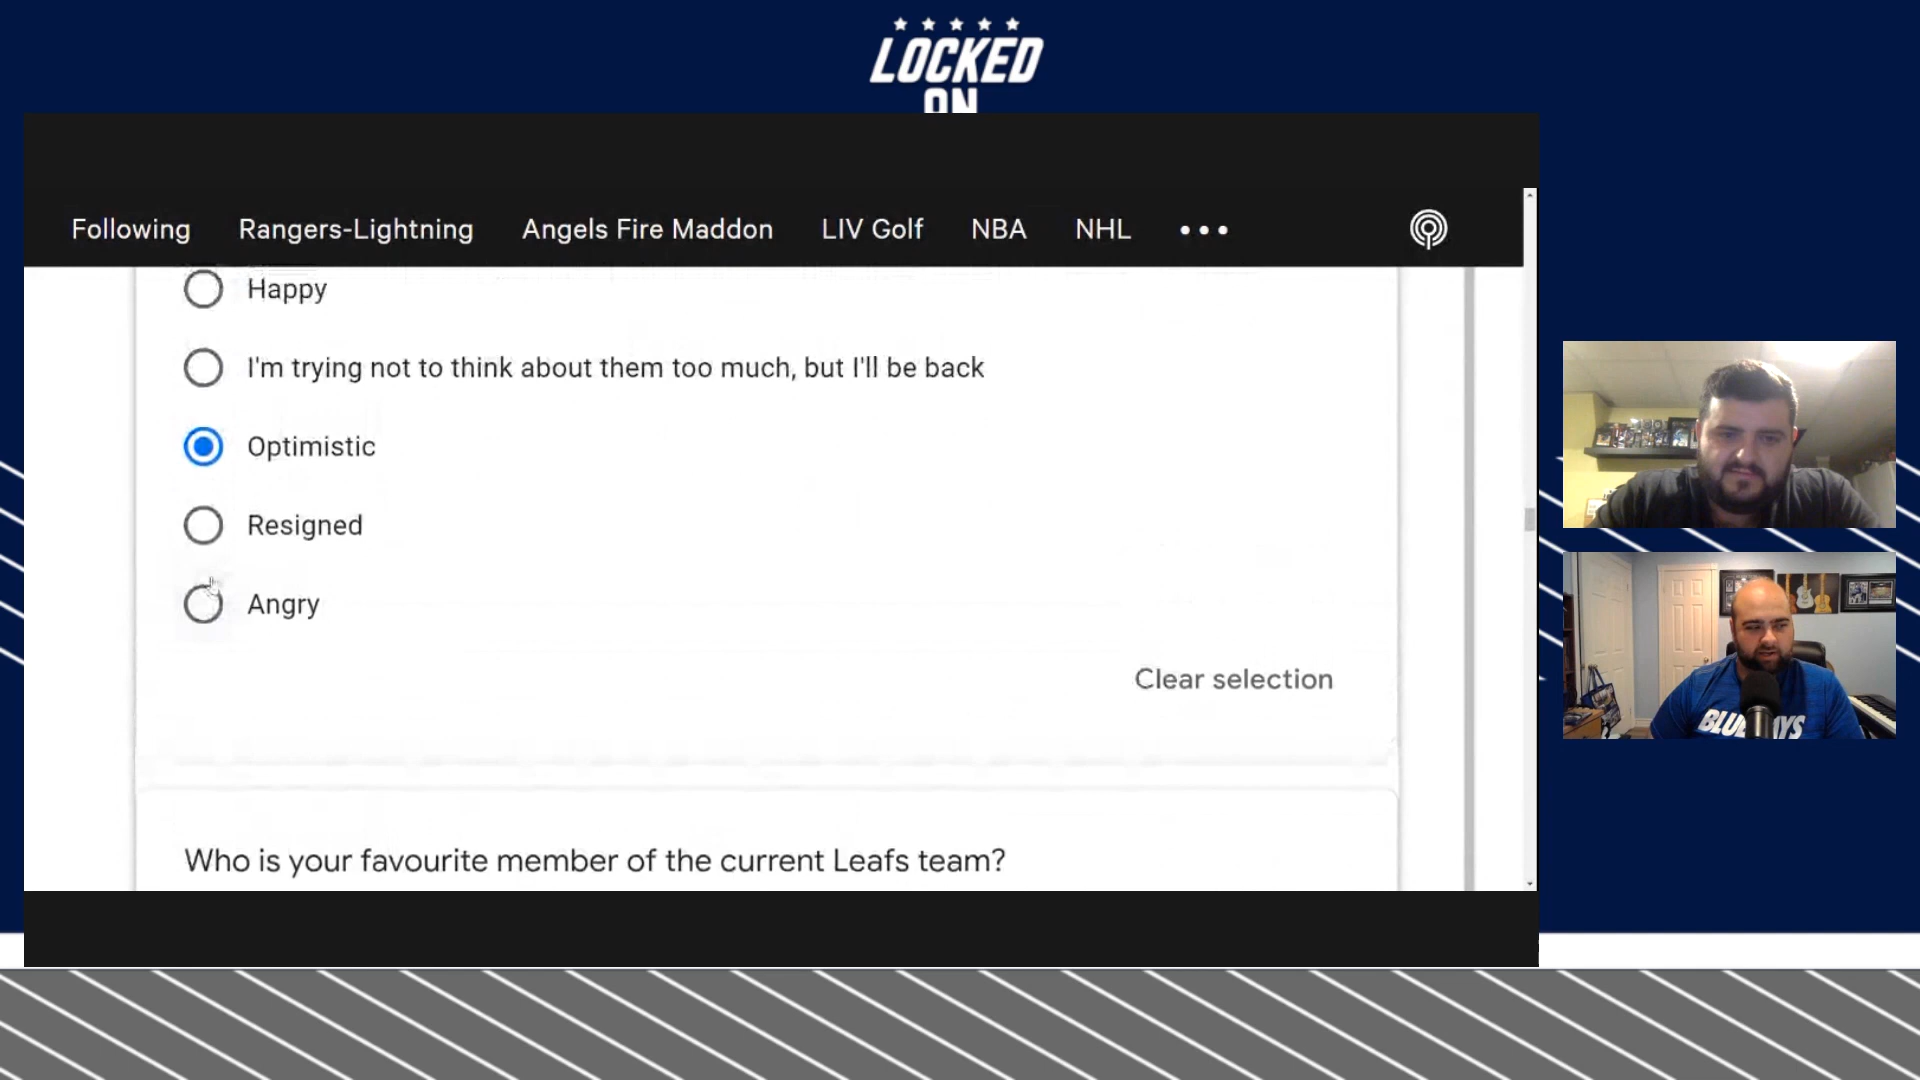 LOCKED
ON
Following Rangers-Lightning Angels Fire Maddon LIV Golf NBA NHL
Happy
I'm trying not to think about them too much, but I'll be back
Optimistic
Resigned
Angry
Clear selection
Who is your favourite member of the current Leafs team?